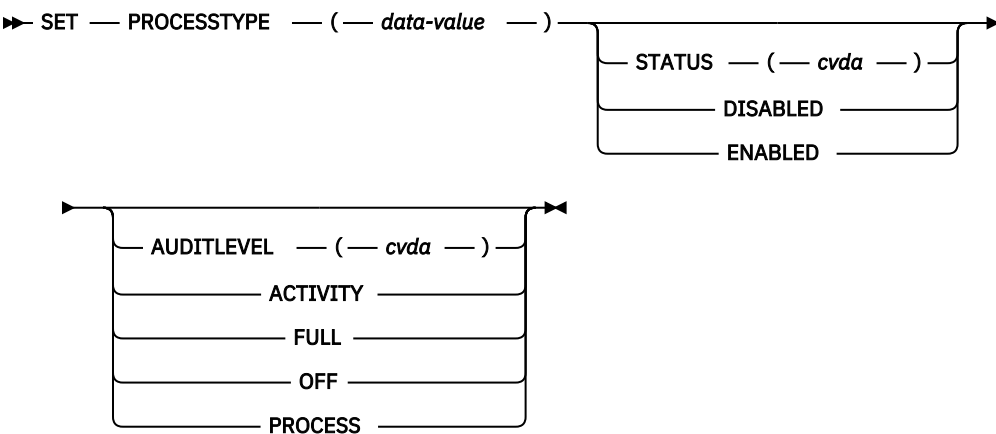 SET PROCESSTYPE ( data-value )
STATUS ( cvda )
DISABLED
ENABLED
AUDITLEVEL ( cvda )
ACTIVITY
FULL
OFF
PROCESS